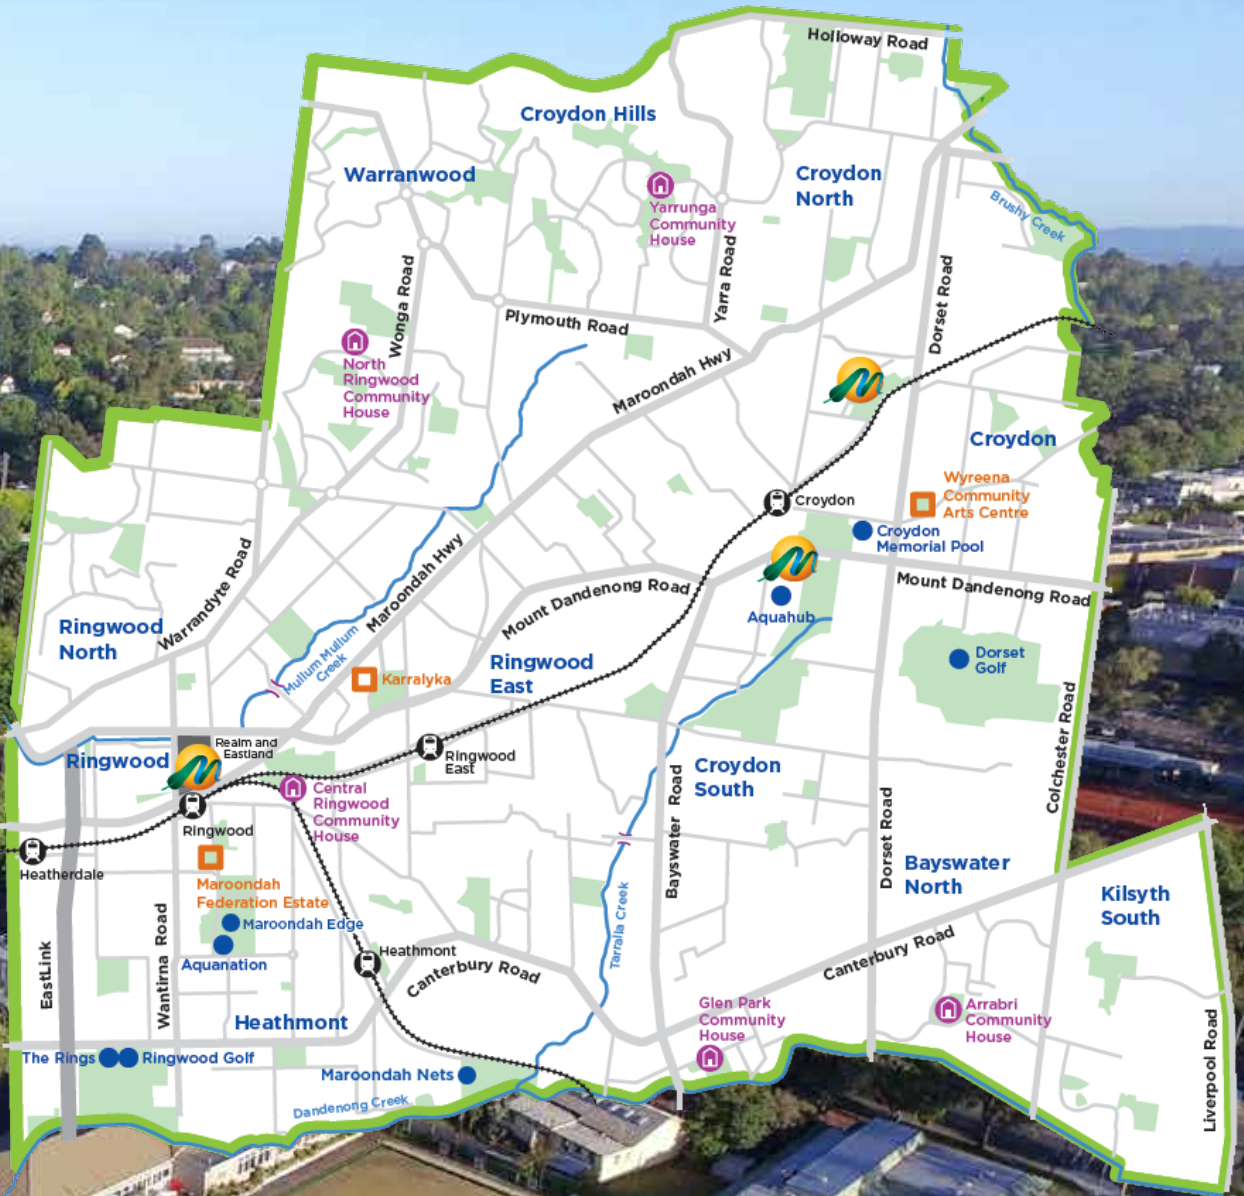 Holloway Road
Croydon Hills
Warranwood
Croydon
North
Yarrunga
Community
House
Brushy Creek
Wonga Road
Yarra Road
Dorset Road
Plymouth Road
North
Ringwood
Community
House
Maroondah Hwy
Croydon
Wyreena
Community
Arts Centre
Croydon
Croydon
Memorial Pool
Warrandyte Road
Maroondah Hwy
Mount Dandenong Road
Mount Dandenong Road
Aquahub
Ringwood
North
Mullum Mullum
Creek
Karralyka
Ringwood
East
Dorset
Golf
Colchester Road
Realm and
Eastland
Ringwood
Ringwood
East
Croydon
South
Central
Ringwood
Community
House
Ringwood
Heatherdale
Bayswater Road
Dorset Road
Bayswater
North
Kilsyth
South
Maroondah
Federation Estate
Maroondah Edge
Aquanation
Tarralla Creek
EastLink
Wantirna Road
Heathmont
Canterbury Road
Canterbury Road
Glen Park
Community
House
Arrabri
Community
House
Heathmont
The Rings
Ringwood Golf
Maroondah Nets
Dandenong Creek
Liverpool Road